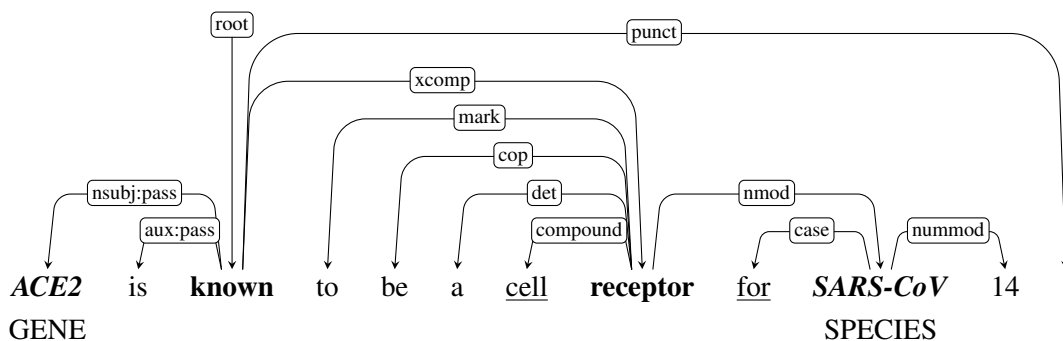 root
punct
xcomp
mark
cop
nsubj:pass det nmod
aux:pass compound case nummod
ACE2 is known to be a cell receptor for SARS-CoV 14
GENE SPECIES